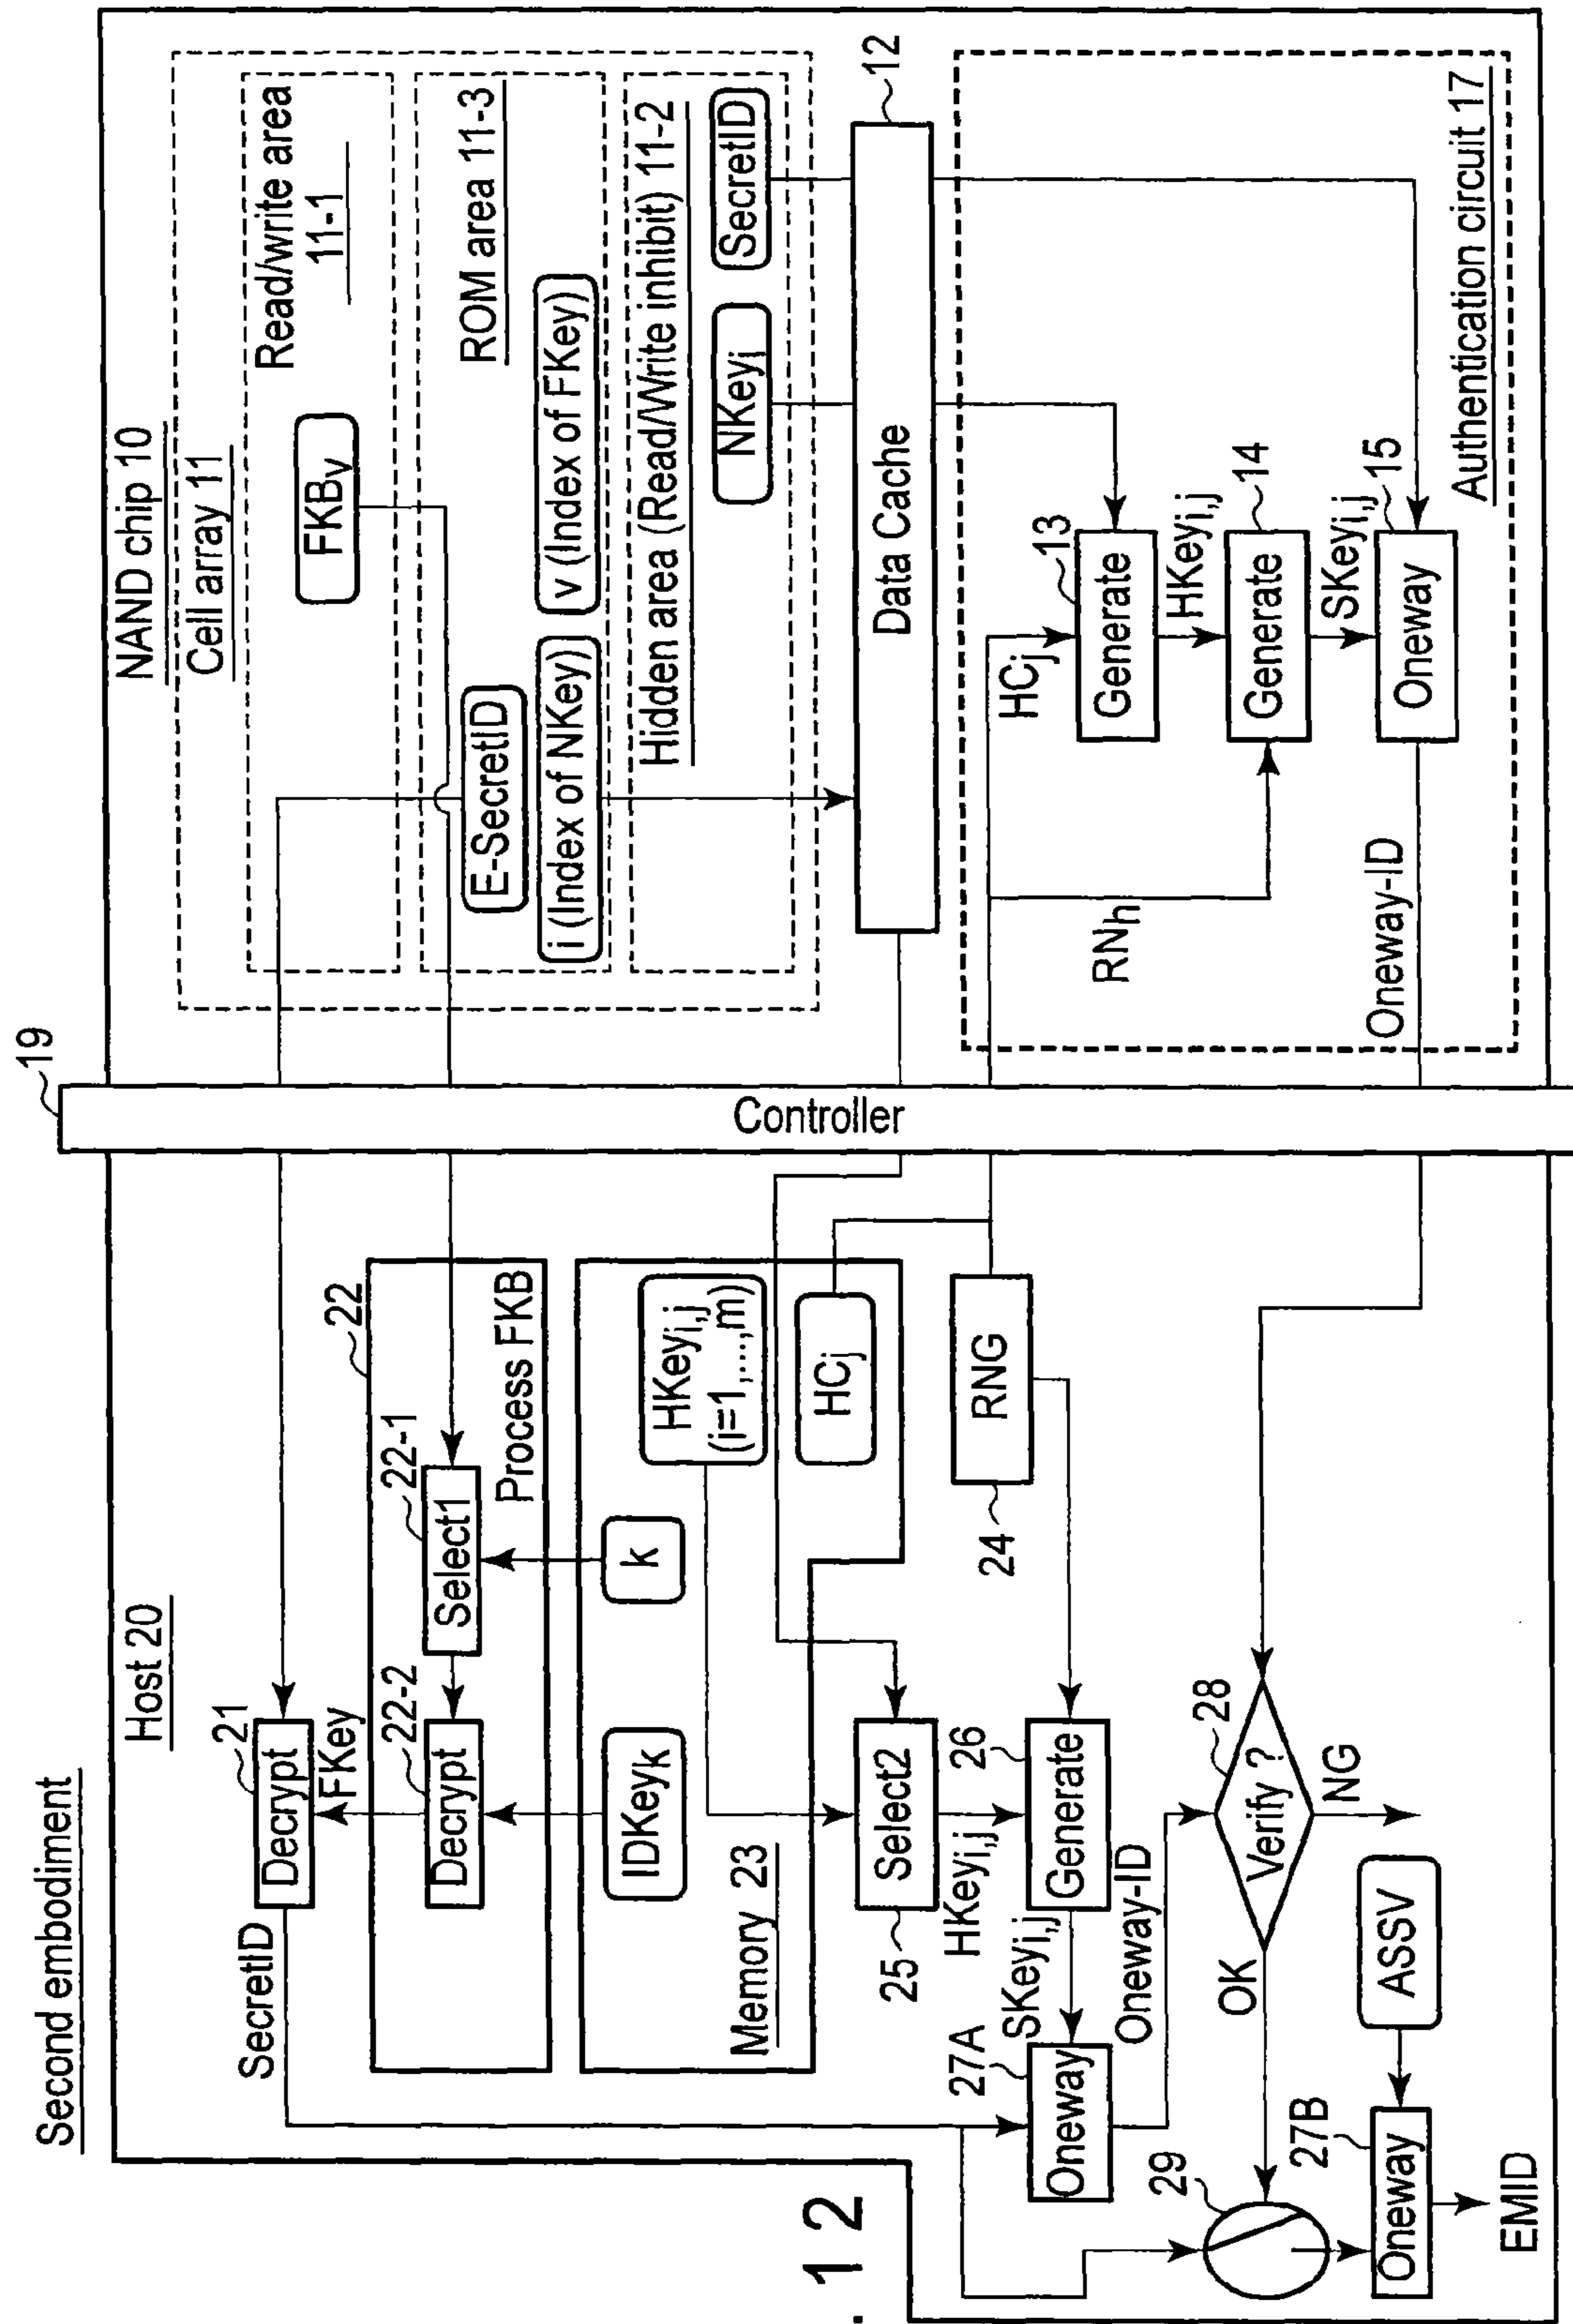 Second embodiment
NAND chip 10
Cell array 11
Read/write area
11-1
FKBv
ROM area 11-3
E-SecretID
i (Index of NKey)
v (Index of FKey)
Hidden area (Read/Write inhibit) 11-2
NKeyi
SecretID
Data Cache
12
HCj
13
Generate
HKeyi,j
RNh
14
Generate
SKeyi,j
15
Oneway
Oneway-ID
Authentication circuit 17
19
Controller
Host 20
21
Decrypt
SecretID
FKey
22
22-2
Decrypt
22-1
Select1
Process FKB
IDKeyk
k
HKeyi,j
(i=1,...,m)
HCj
Memory 23
Select2
25
RNG
24
HKeyi,j
26
Generate
SKeyi,j
27A
Oneway
Oneway-ID
28
Verify ?
OK
NG
29
ASSV
27B
Oneway
EMID
. 12